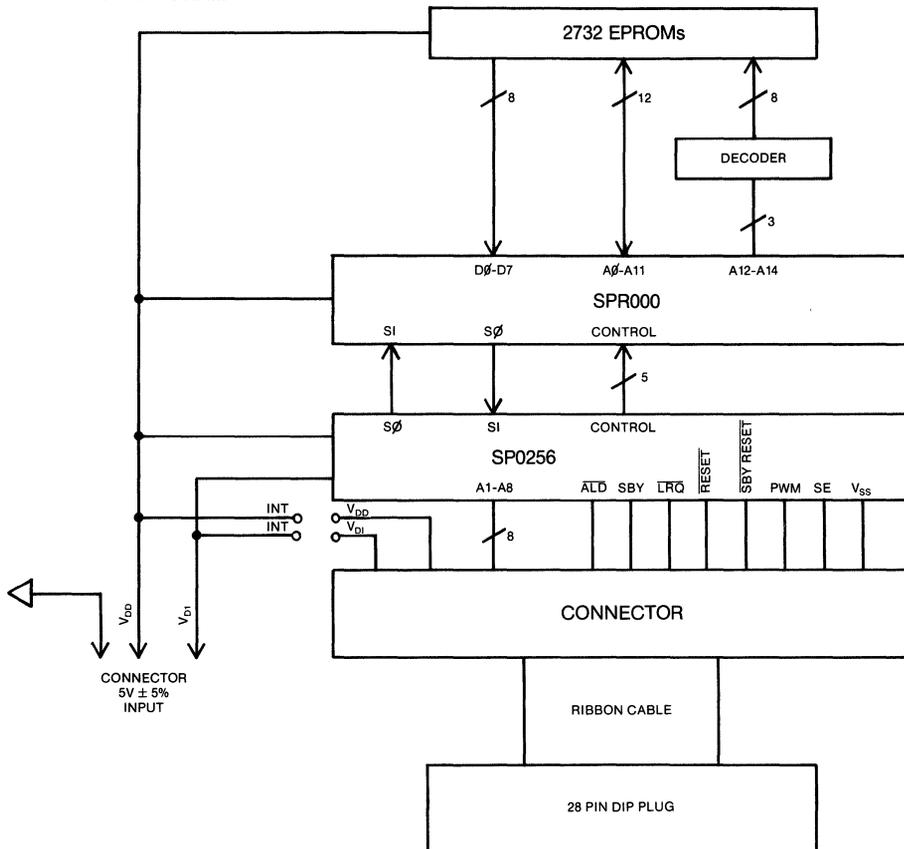 2732 EPROMs
8
12
8
DECODER
3
DØ-D7
AØ-A11
A12-A14
SPR000
SI
SØ
CONTROL
5
SØ
SI
CONTROL
SP0256
A1-A8
ALD
SBY
LRQ
RESET
SBY RESET
PWM
SE
VSS
INT
VDD
INT
VDI
8
VDD
VDI
CONNECTOR
CONNECTOR
5V ± 5%
INPUT
RIBBON CABLE
28 PIN DIP PLUG